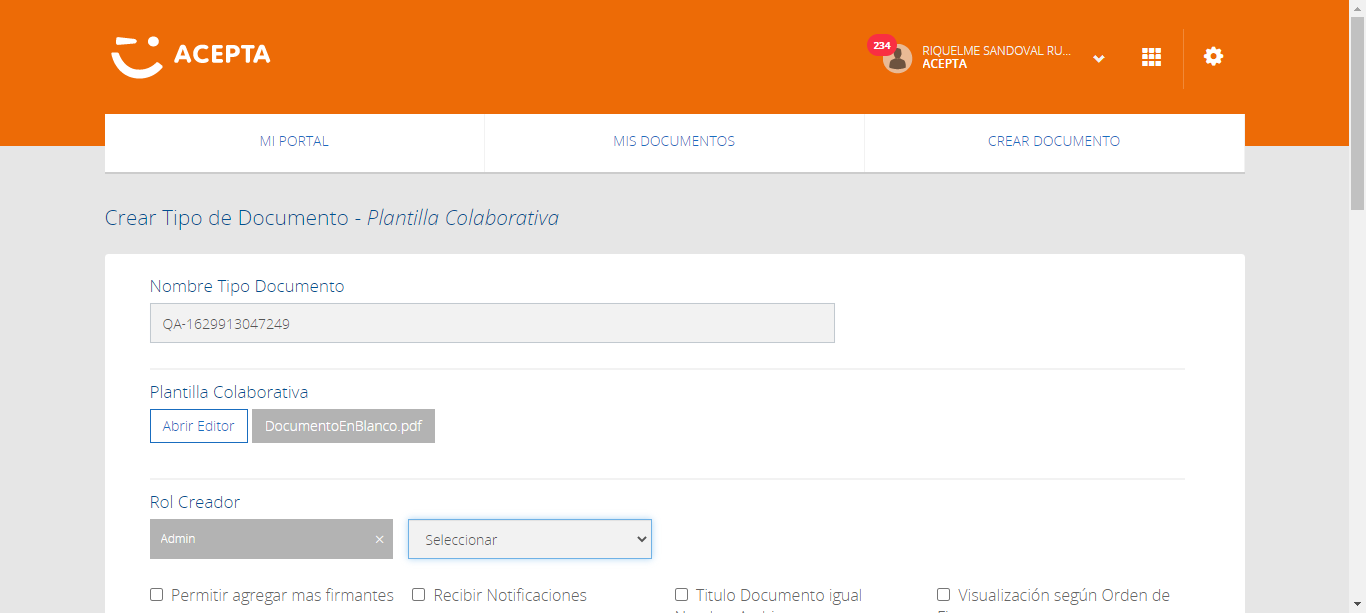 ACEPTA
234
RIQUELME SANDOVAL RU...
ACEPTA
MI PORTAL
MIS DOCUMENTOS
CREAR DOCUMENTO
Crear Tipo de Documento - Plantilla Colaborativa
Nombre Tipo Documento
QA-1629913047249
Plantilla Colaborativa
Abrir Editor
DocumentoEnBlanco.pdf
Rol Creador
Admin ×
Seleccionar
Permitir agregar mas firmantes
Recibir Notificaciones
Titulo Documento igual
Visualización según Orden de